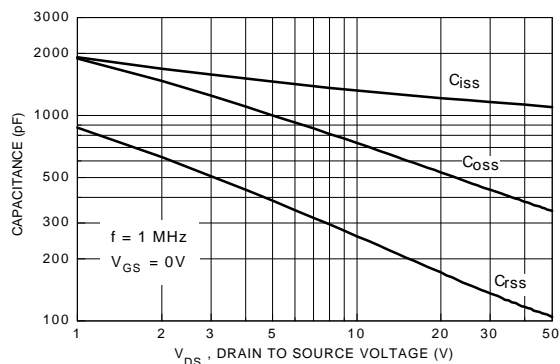 3000
2000
1000
500
300
200
100
CAPACITANCE (pF)
Ciss
Coss
Crss
f = 1 MHz
VGS = 0V
1 2 3 5 10 20 30 50
VDS , DRAIN TO SOURCE VOLTAGE (V)